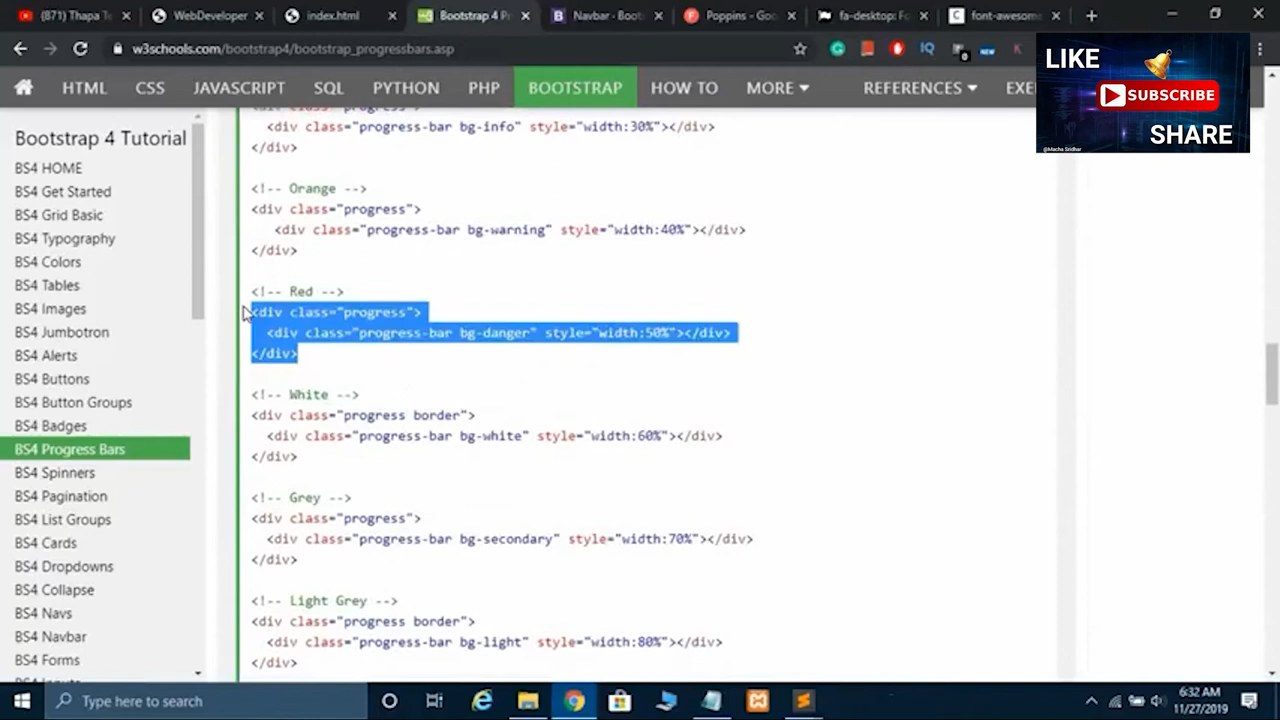 (871) Thapa T
WebDeveloper
index.html
Bootstrap 4 P
Navbar - Boots
Poppins - Goo
fa-desktop: Fo
font-awesome
w3schools.com/bootstrap4/bootstrap_progressbars.asp
LIKE
SUBSCRIBE
SHARE
@Macha Sridhar
HTML
CSS
JAVASCRIPT
SQL
PYTHON
PHP
BOOTSTRAP
HOW TO
MORE
REFERENCES
EXE
Bootstrap 4 Tutorial
BS4 HOME
BS4 Get Started
BS4 Grid Basic
BS4 Typography
BS4 Colors
BS4 Tables
BS4 Images
BS4 Jumbotron
BS4 Alerts
BS4 Buttons
BS4 Button Groups
BS4 Badges
BS4 Progress Bars
BS4 Spinners
BS4 Pagination
BS4 List Groups
BS4 Cards
BS4 Dropdowns
BS4 Collapse
BS4 Navs
BS4 Navbar
BS4 Forms
<div class="progress">
<div class="progress-bar bg-info" style="width:30%"></div>
</div>
<!-- Orange -->
<div class="progress">
<div class="progress-bar bg-warning" style="width:40%"></div>
</div>
<!-- Red -->
<div class="progress">
<div class="progress-bar bg-danger" style="width:50%"></div>
</div>
<!-- White -->
<div class="progress border">
<div class="progress-bar bg-white" style="width:60%"></div>
</div>
<!-- Grey -->
<div class="progress">
<div class="progress-bar bg-secondary" style="width:70%"></div>
</div>
<!-- Light Grey -->
<div class="progress border">
<div class="progress-bar bg-light" style="width:80%"></div>
</div>
Type here to search
6:32 AM
11/27/2019